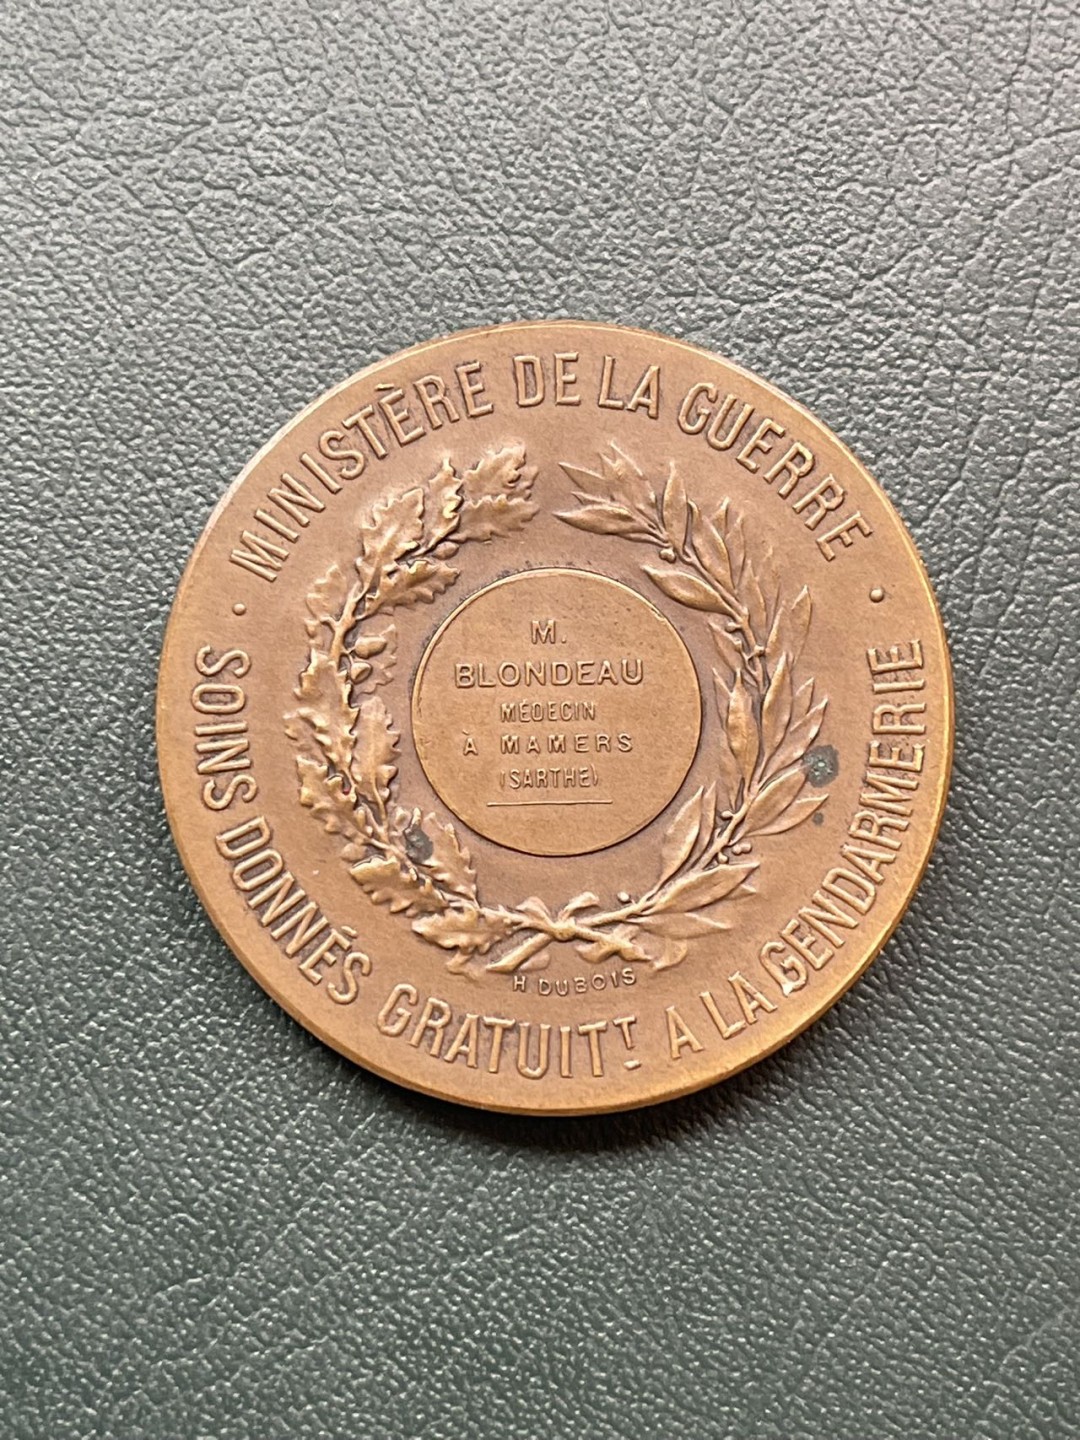 MINISTÈRE DE LA GUERRE
M.
BLONDEAU
MÉDECIN
À MAMERS
(SARTHE)
H DUBOIS
SOINS DONNÉS GRATUITT A LA GENDARMERIE